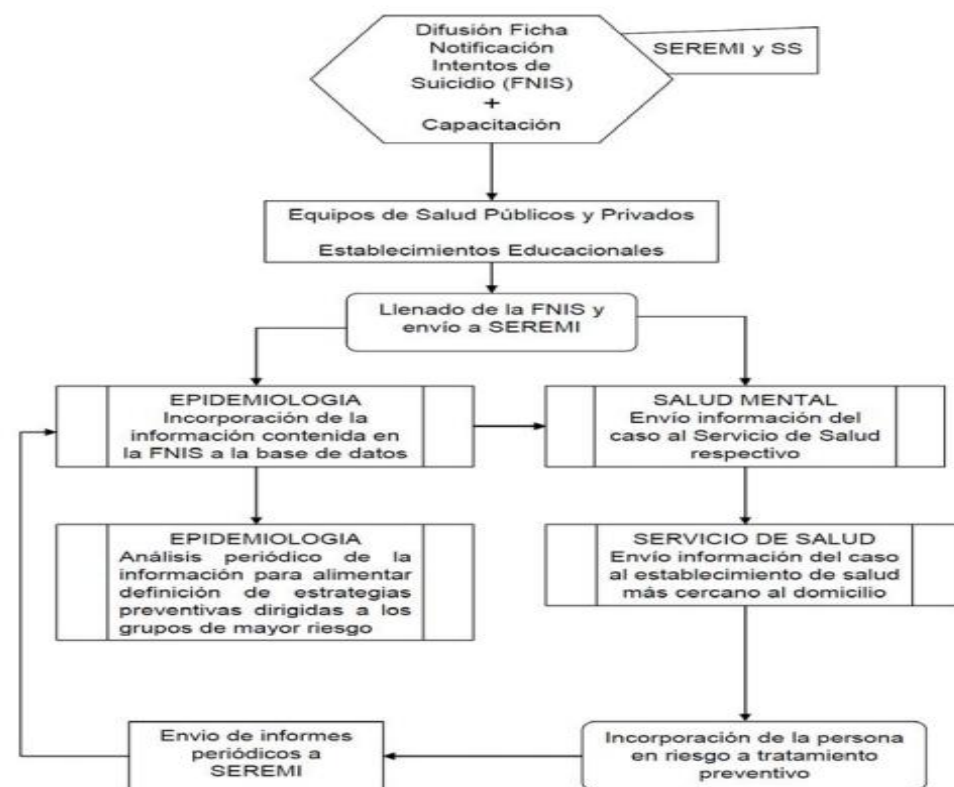 Difusión Ficha
Notificación
Intentos de
Suicidio (FNIS)
+
Capacitación
SEREMI y SS
Equipos de Salud Públicos y Privados
Establecimientos Educacionales
Llenado de la FNIS y
envío a SEREMI
EPIDEMIOLOGIA
Incorporación de la
información contenida en
la FNIS a la base de datos
SALUD MENTAL
Envío información del
caso al Servicio de Salud
respectivo
EPIDEMIOLOGIA
Análisis periódico de la
información para alimentar
definición de estrategias
preventivas dirigidas a los
grupos de mayor riesgo
SERVICIO DE SALUD
Envío información del caso
al establecimiento de salud
más cercano al domicilio
Envio de informes
periódicos a
SEREMI
Incorporación de la persona
en riesgo a tratamiento
preventivo